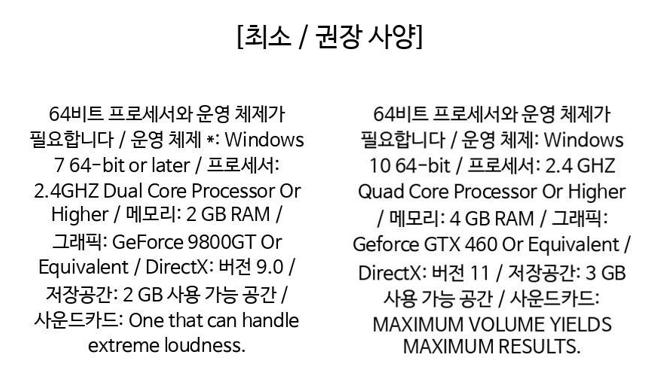 [최소 / 권장 사양]
64비트 프로세서와 운영 체제가
필요합니다 / 운영 체제 *: Windows
7 64-bit or later / 프로세서:
2.4GHZ Dual Core Processor Or
Higher / 메모리: 2 GB RAM /
그래픽: GeForce 9800GT Or
Equivalent / DirectX: 버전 9.0 /
저장공간: 2 GB 사용 가능 공간 /
사운드카드: One that can handle
extreme loudness.
64비트 프로세서와 운영 체제가
필요합니다 / 운영 체제: Windows
10 64-bit / 프로세서: 2.4 GHZ
Quad Core Processor Or Higher
/ 메모리: 4 GB RAM / 그래픽:
Geforce GTX 460 Or Equivalent /
DirectX: 버전 11 / 저장공간: 3 GB
사용 가능 공간 / 사운드카드:
MAXIMUM VOLUME YIELDS
MAXIMUM RESULTS.